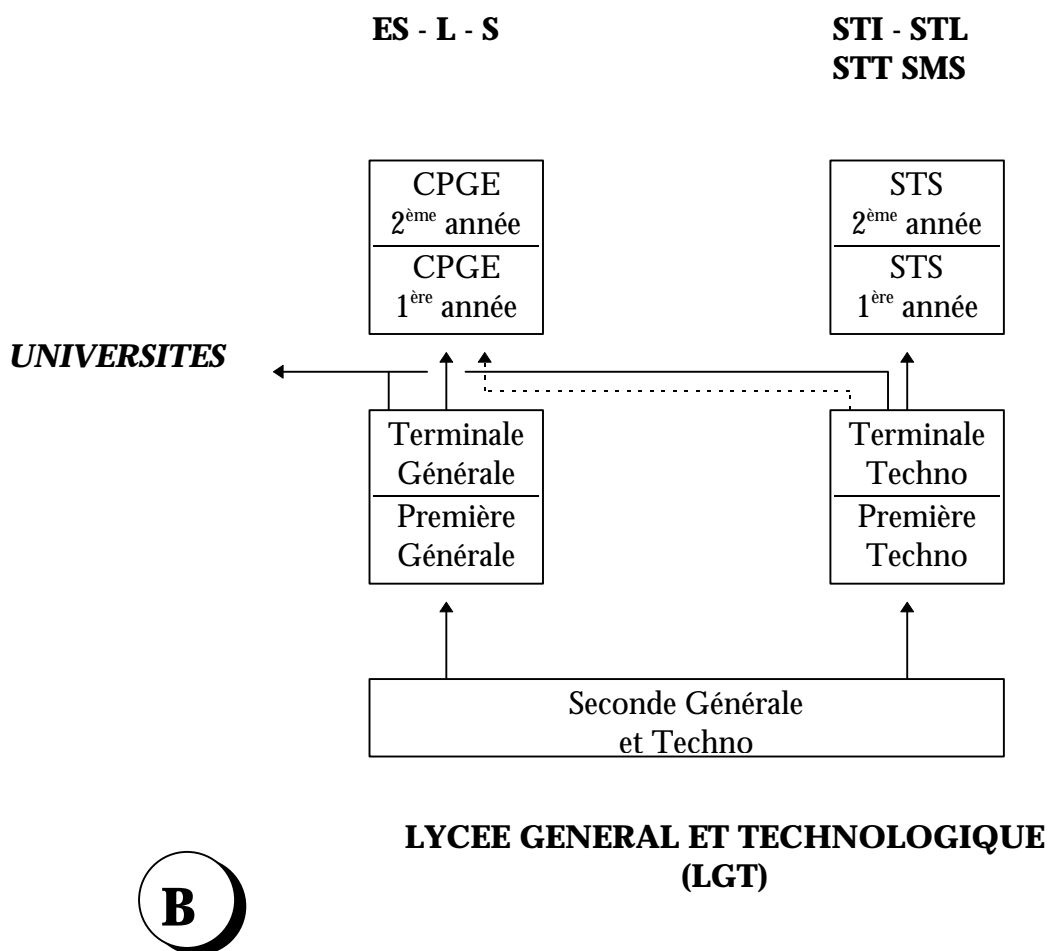 ES - L - S
STI - STL
STT SMS
CPGE
2ème année
CPGE
1ère année
STS
2ème année
STS
1ère année
UNIVERSITES
Terminale
Générale
Première
Générale
Terminale
Techno
Première
Techno
Seconde Générale
et Techno
LYCEE GENERAL ET TECHNOLOGIQUE
(LGT)
B